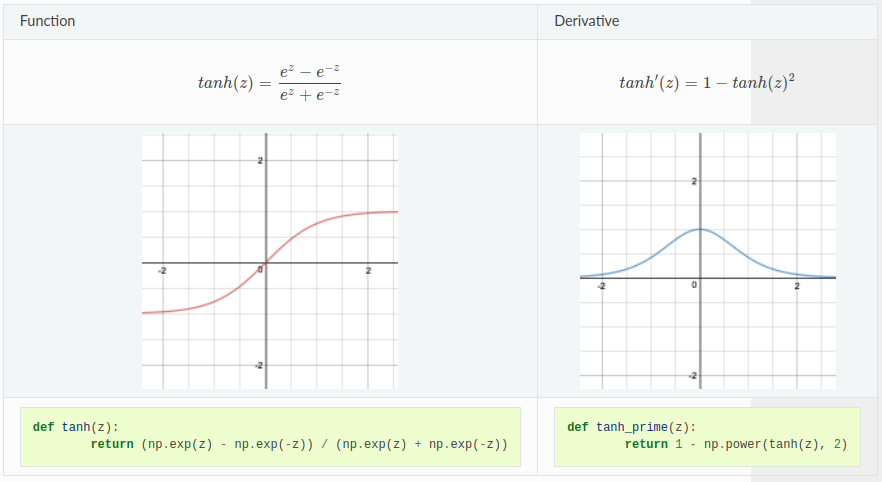 Function
Derivative
tanh(z) = (e^z − e^−z) / (e^z + e^−z)
tanh′(z) = 1 − tanh(z)²
2
-2
0
2
-2
2
-2
0
2
-2
def tanh(z):
return (np.exp(z) - np.exp(-z)) / (np.exp(z) + np.exp(-z))
def tanh_prime(z):
return 1 - np.power(tanh(z), 2)